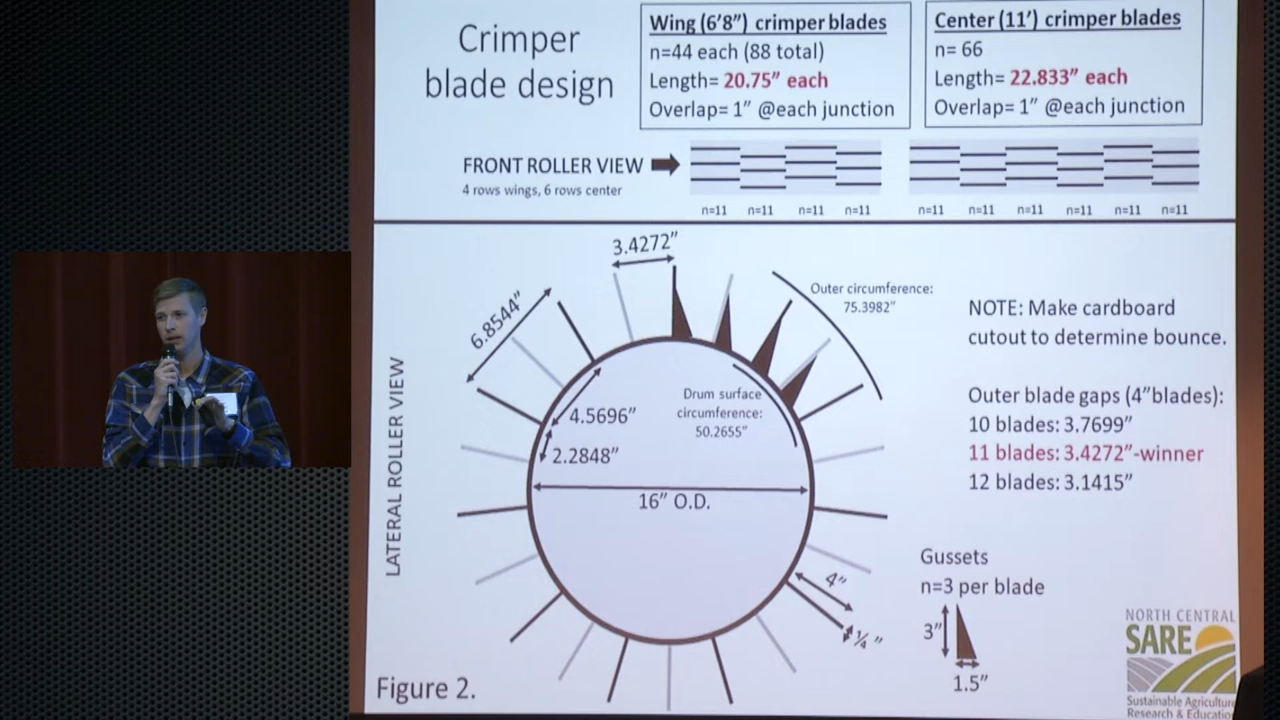 Crimper
blade design
Wing (6'8") crimper blades
n=44 each (88 total)
Length= 20.75" each
Overlap= 1" @each junction
Center (11') crimper blades
n= 66
Length= 22.833" each
Overlap= 1" @each junction
FRONT ROLLER VIEW
4 rows wings, 6 rows center
n=11 n=11 n=11 n=11
n=11 n=11 n=11 n=11 n=11 n=11
LATERAL ROLLER VIEW
3.4272"
6.8544"
4.5696"
2.2848"
Drum surface
circumference:
50.2655"
16" O.D.
Outer circumference:
75.3982"
4"
¼ "
NOTE: Make cardboard
cutout to determine bounce.
Outer blade gaps (4"blades):
10 blades: 3.7699"
11 blades: 3.4272"-winner
12 blades: 3.1415"
Gussets
n=3 per blade
3"
1.5"
Figure 2.
NORTH CENTRAL
SARE
Sustainable Agriculture
Research & Education